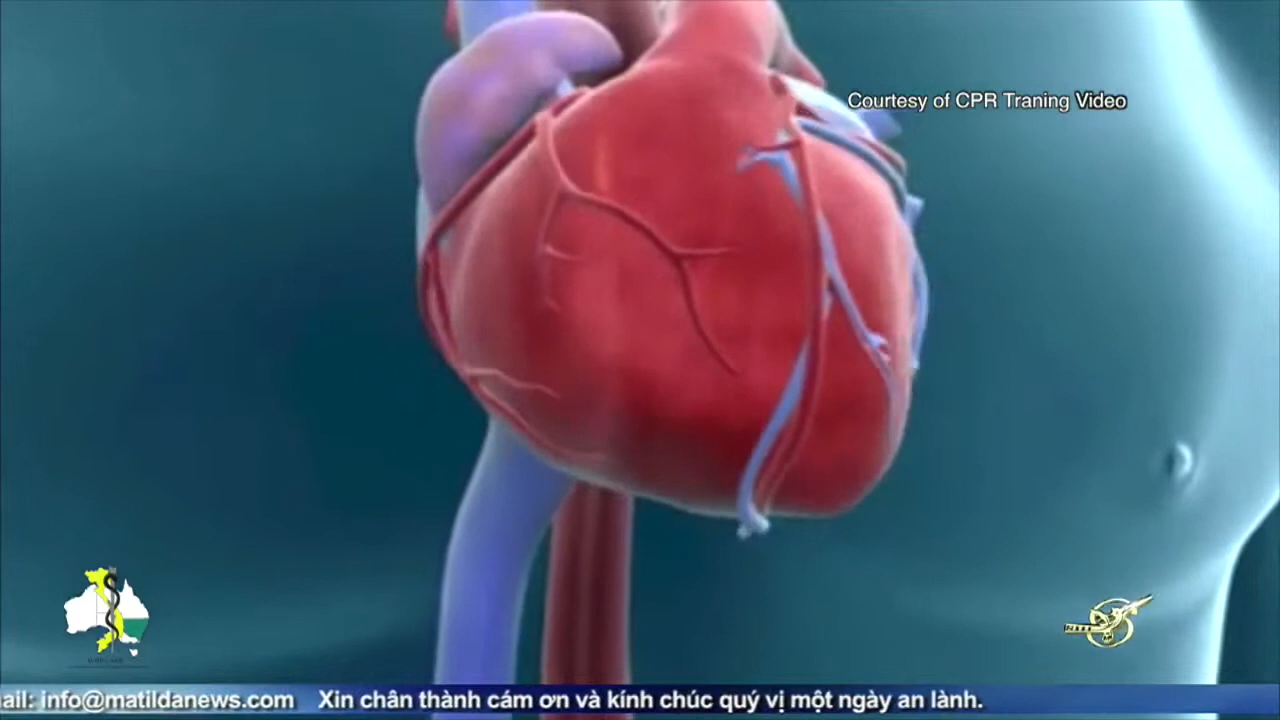 Courtesy of CPR Traning Video
ail: info@matildanews.com Xin chân thành cám ơn và kính chúc quý vị một ngày an lành.